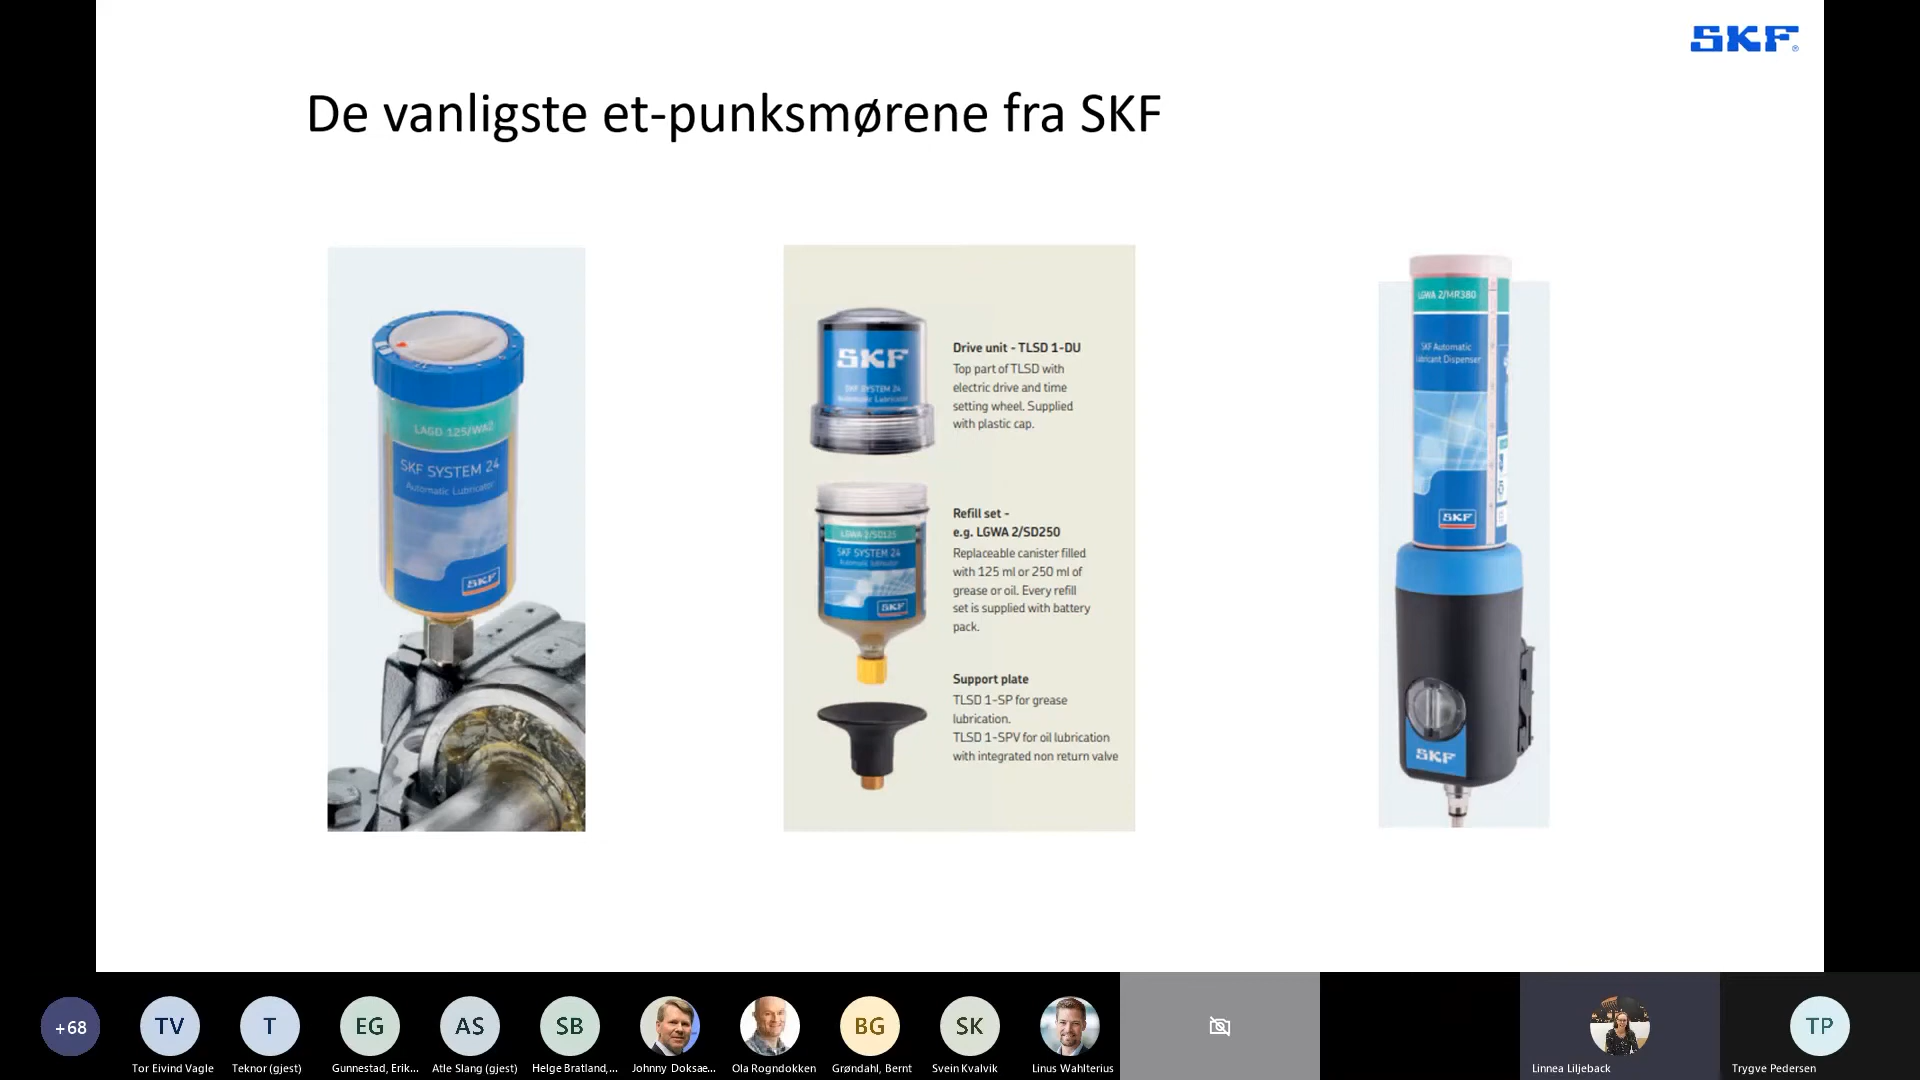 SKF
De vanligste et-punksmørene fra SKF
LAGD 125/WA2
SKF SYSTEM 24
Automatic Lubricator
SKF
SKF
SKF SYSTEM 24
Automatic Lubricator
Drive unit - TLSD 1-DU
Top part of TLSD with
electric drive and time
setting wheel. Supplied
with plastic cap.
LGWA 2/SD125
SKF SYSTEM 24
Automatic lubricator
SKF
Refill set -
e.g. LGWA 2/SD250
Replaceable canister filled
with 125 ml or 250 ml of
grease or oil. Every refill
set is supplied with battery
pack.
Support plate
TLSD 1-SP for grease
lubrication.
TLSD 1-SPV for oil lubrication
with integrated non return valve
LGWA 2/MR380
SKF Automatic
Lubricant Dispenser
SKF
SKF
+68
TV
T
EG
AS
SB
BG
SK
TP
Tor Eivind Vagle
Teknor (gjest)
Gunnestad, Erik...
Atle Slang (gjest)
Helge Bratland,...
Johnny Doksae...
Ola Rogndokken
Grøndahl, Bernt
Svein Kvalvik
Linus Wahlterius
Linnea Liljeback
Trygve Pedersen